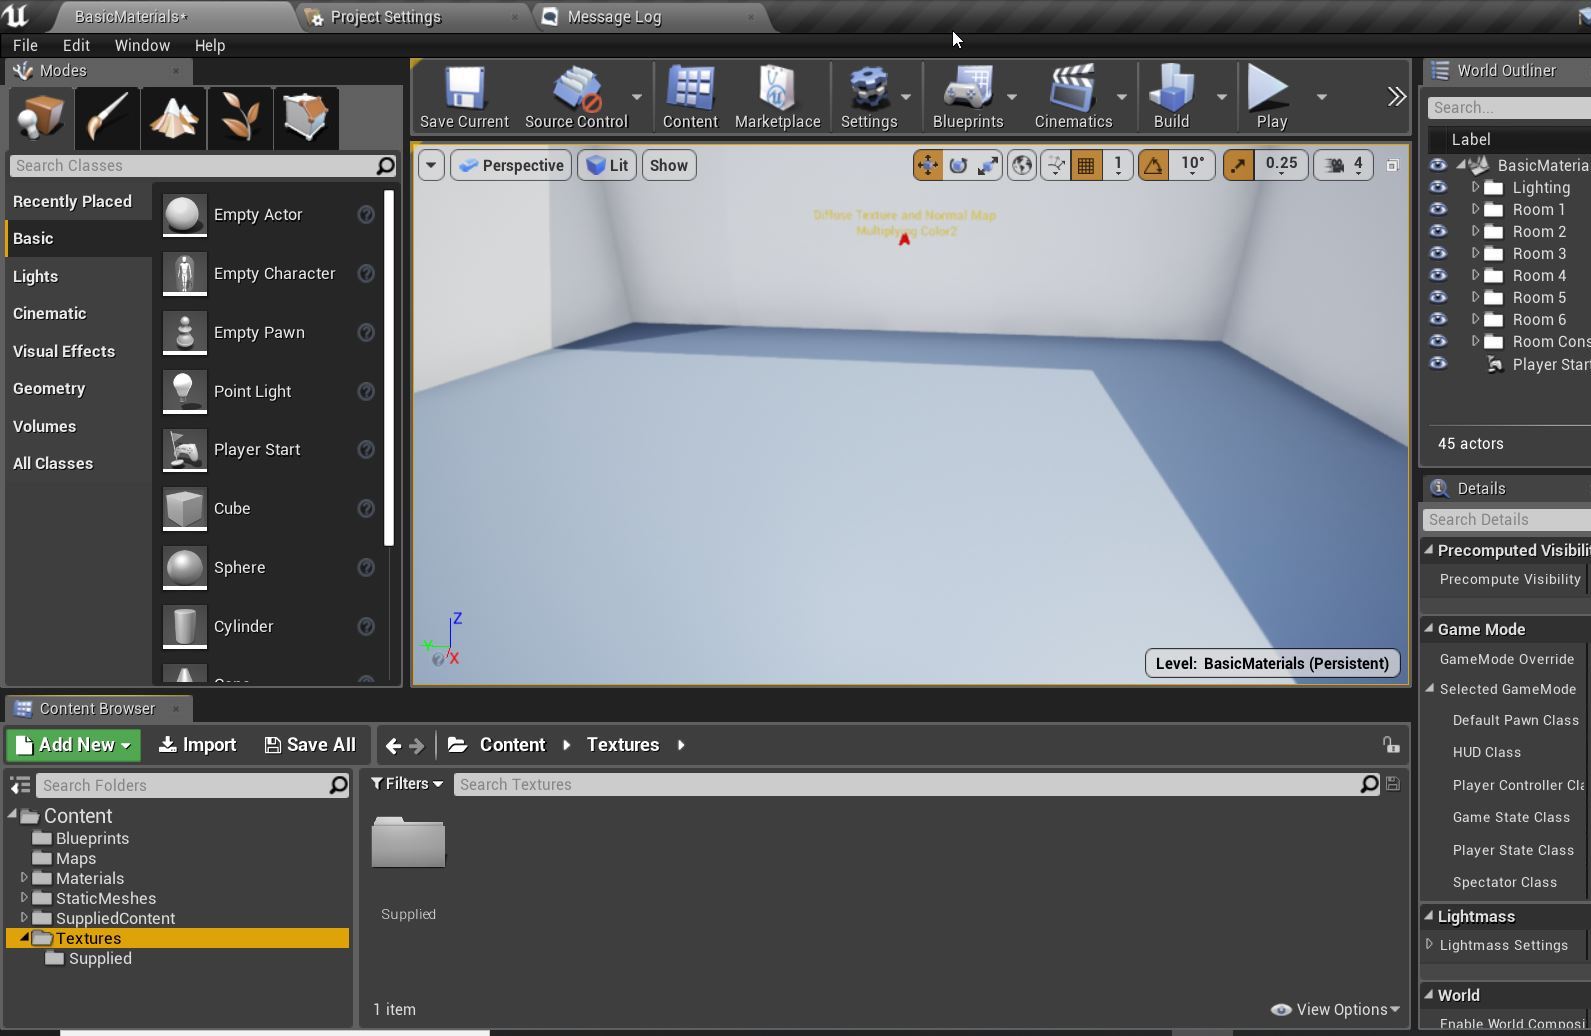 BasicMaterials*
Project Settings
Message Log
File Edit Window Help
Modes
World Outliner
Save Current
Source Control
Content
Marketplace
Settings
Blueprints
Cinematics
Build
Play
Search...
Label
Search Classes
Perspective
Lit
Show
1
10°
0.25
4
Recently Placed
Basic
Lights
Cinematic
Visual Effects
Geometry
Volumes
All Classes
Empty Actor
Empty Character
Empty Pawn
Point Light
Player Start
Cube
Sphere
Cylinder
Diffuse Texture and Normal Map
Multiplying Color2
Z
Y
X
Level: BasicMaterials (Persistent)
BasicMateria
Lighting
Room 1
Room 2
Room 3
Room 4
Room 5
Room 6
Room Cons
Player Star
45 actors
Details
Search Details
Precomputed Visibili
Precompute Visibility
Game Mode
GameMode Override
Selected GameMode
Default Pawn Class
HUD Class
Player Controller Cla
Game State Class
Player State Class
Spectator Class
Lightmass
Lightmass Settings
World
Enable World Composi
Content Browser
Add New
Import
Save All
Content
Textures
Search Folders
Filters
Search Textures
Content
Blueprints
Maps
Materials
StaticMeshes
SuppliedContent
Textures
Supplied
Supplied
1 item
View Options